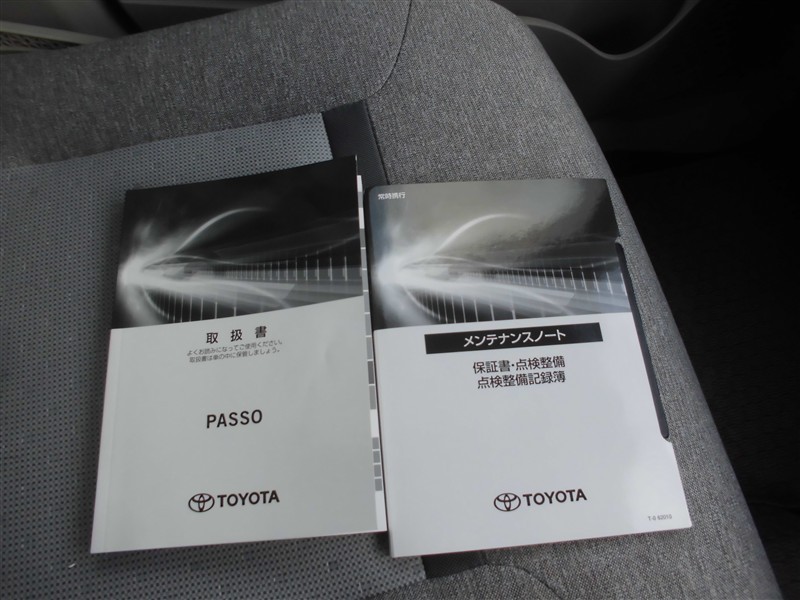 取扱書
よくお読みになってご使用ください。
取扱書は車の中に保管しましょう。
PASSO
TOYOTA
常時携行
メンテナンスノート
保証書・点検整備
点検整備記録簿
TOYOTA